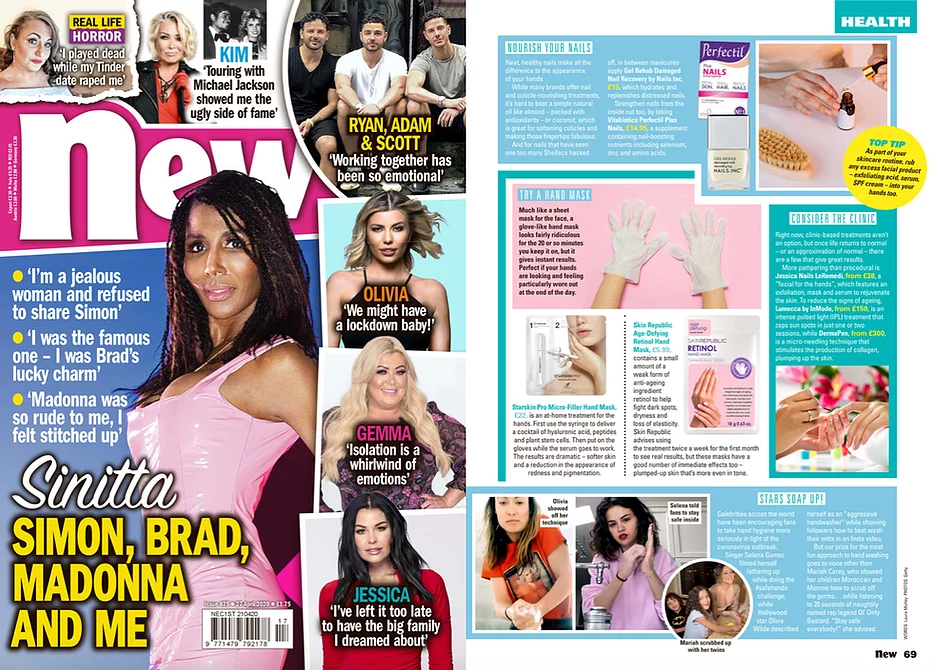 REAL LIFE
HORROR
'I played dead
while my Tinder
date raped me'
KIM
'Touring with
Michael Jackson
showed me the
ugly side of fame'
RYAN, ADAM
& SCOTT
'Working together has
been so emotional'
new
'I'm a jealous
woman and refused
to share Simon'
'I was the famous
one – I was Brad's
lucky charm'
'Madonna was
so rude to me, I
felt stitched up'
Sinitta
SIMON, BRAD,
MADONNA
AND ME
OLIVIA
'We might have
a lockdown baby!'
GEMMA
'Isolation is a
whirlwind of
emotions'
JESSICA
'I've left it too late
to have the big family
I dreamed about'
NEC1ST 210420
17
9 771479 792178
HEALTH
NOURISH YOUR NAILS
Next, healthy nails make all the
difference to the appearance
of your hands.
While many brands offer nail
and cuticle-nourishing treatments,
it's hard to beat a simple natural
oil like almond – packed with
antioxidants – or coconut, which
is great for softening cuticles and
making those fingertips fabulous.
And for nails that have seen
one too many Shellacs hacked
off, in between manicures
apply Gel Rehab Damaged
Nail Recovery by Nails Inc,
£15, which hydrates and
replenishes distressed nails.
Strengthen nails from the
inside out, too, by taking
Vitabiotics Perfectil Plus
Nails, £14.95, a supplement
containing nail-boosting
nutrients including selenium,
zinc and amino acids.
Perfectil
Plus
NAILS
SKIN, HAIR, NAILS
GEL REHAB
NAILS.INC
TOP TIP
As part of your
skincare routine, rub
any excess facial product
– exfoliating acid, serum,
SPF cream – into your
hands too.
TRY A HAND MASK
Much like a sheet
mask for the face, a
glove-like hand mask
looks fairly ridiculous
for the 20 or so minutes
you keep it on, but it
gives instant results.
Perfect if your hands
are looking and feeling
particularly worn out
at the end of the day.
1
2
STARSKIN PRO
Starskin Pro Micro-Filler Hand Mask,
£22, is an at-home treatment for the
hands. First use the syringe to deliver
a cocktail of hyaluronic acid, peptides
and plant stem cells. Then put on the
gloves while the serum goes to work.
The results are dramatic – softer skin
and a reduction in the appearance of
redness and pigmentation.
Skin Republic
Age-Defying
Retinol Hand
Mask, £5.99,
contains a small
amount of a
weak form of
anti-ageing
ingredient
retinol to help
fight dark spots,
dryness and
loss of elasticity.
Skin Republic
advises using
the treatment twice a week for the first month
to see real results, but these masks have a
good number of immediate effects too –
plumped-up skin that's more even in tone.
age-
defying
SKINREPUBLIC
RETINOL
HAND MASK
18 g 0.63 oz.
CONSIDER THE CLINIC
Right now, clinic-based treatments aren't
an option, but once life returns to normal
– or an approximation of normal – there
are a few that give great results.
More pampering than procedural is
Jessica Nails LeRemedi, from £38, a
"facial for the hands", which features an
exfoliation, mask and serum to rejuvenate
the skin. To reduce the signs of ageing,
Lumecca by InMode, from £150, is an
intense pulsed light (IPL) treatment that
zaps sun spots in just one or two
sessions, while DermaPen, from £300,
is a micro-needling technique that
stimulates the production of collagen,
plumping up the skin.
Olivia
showed
off her
technique
Selena told
fans to stay
safe inside
Mariah scrubbed up
with her twins
STARS SOAP UP!
Celebrities across the world
have been encouraging fans
to take hand hygiene more
seriously in light of the
coronavirus outbreak.
Singer Selena Gomez
filmed herself
lathering up
while doing the
#safehands
challenge,
while
Hollywood
star Olivia
Wilde described
herself as an "aggressive
handwasher" while showing
followers how to best wash
their mitts in an Insta video.
But our prize for the most
fun approach to hand washing
goes to none other than
Mariah Carey, who showed
her children Moroccan and
Monroe how to scrub off
the germs… while listening
to 20 seconds of naughtily
named rap legend Ol' Dirty
Bastard. "Stay safe
everybody!" she advised.
new 69